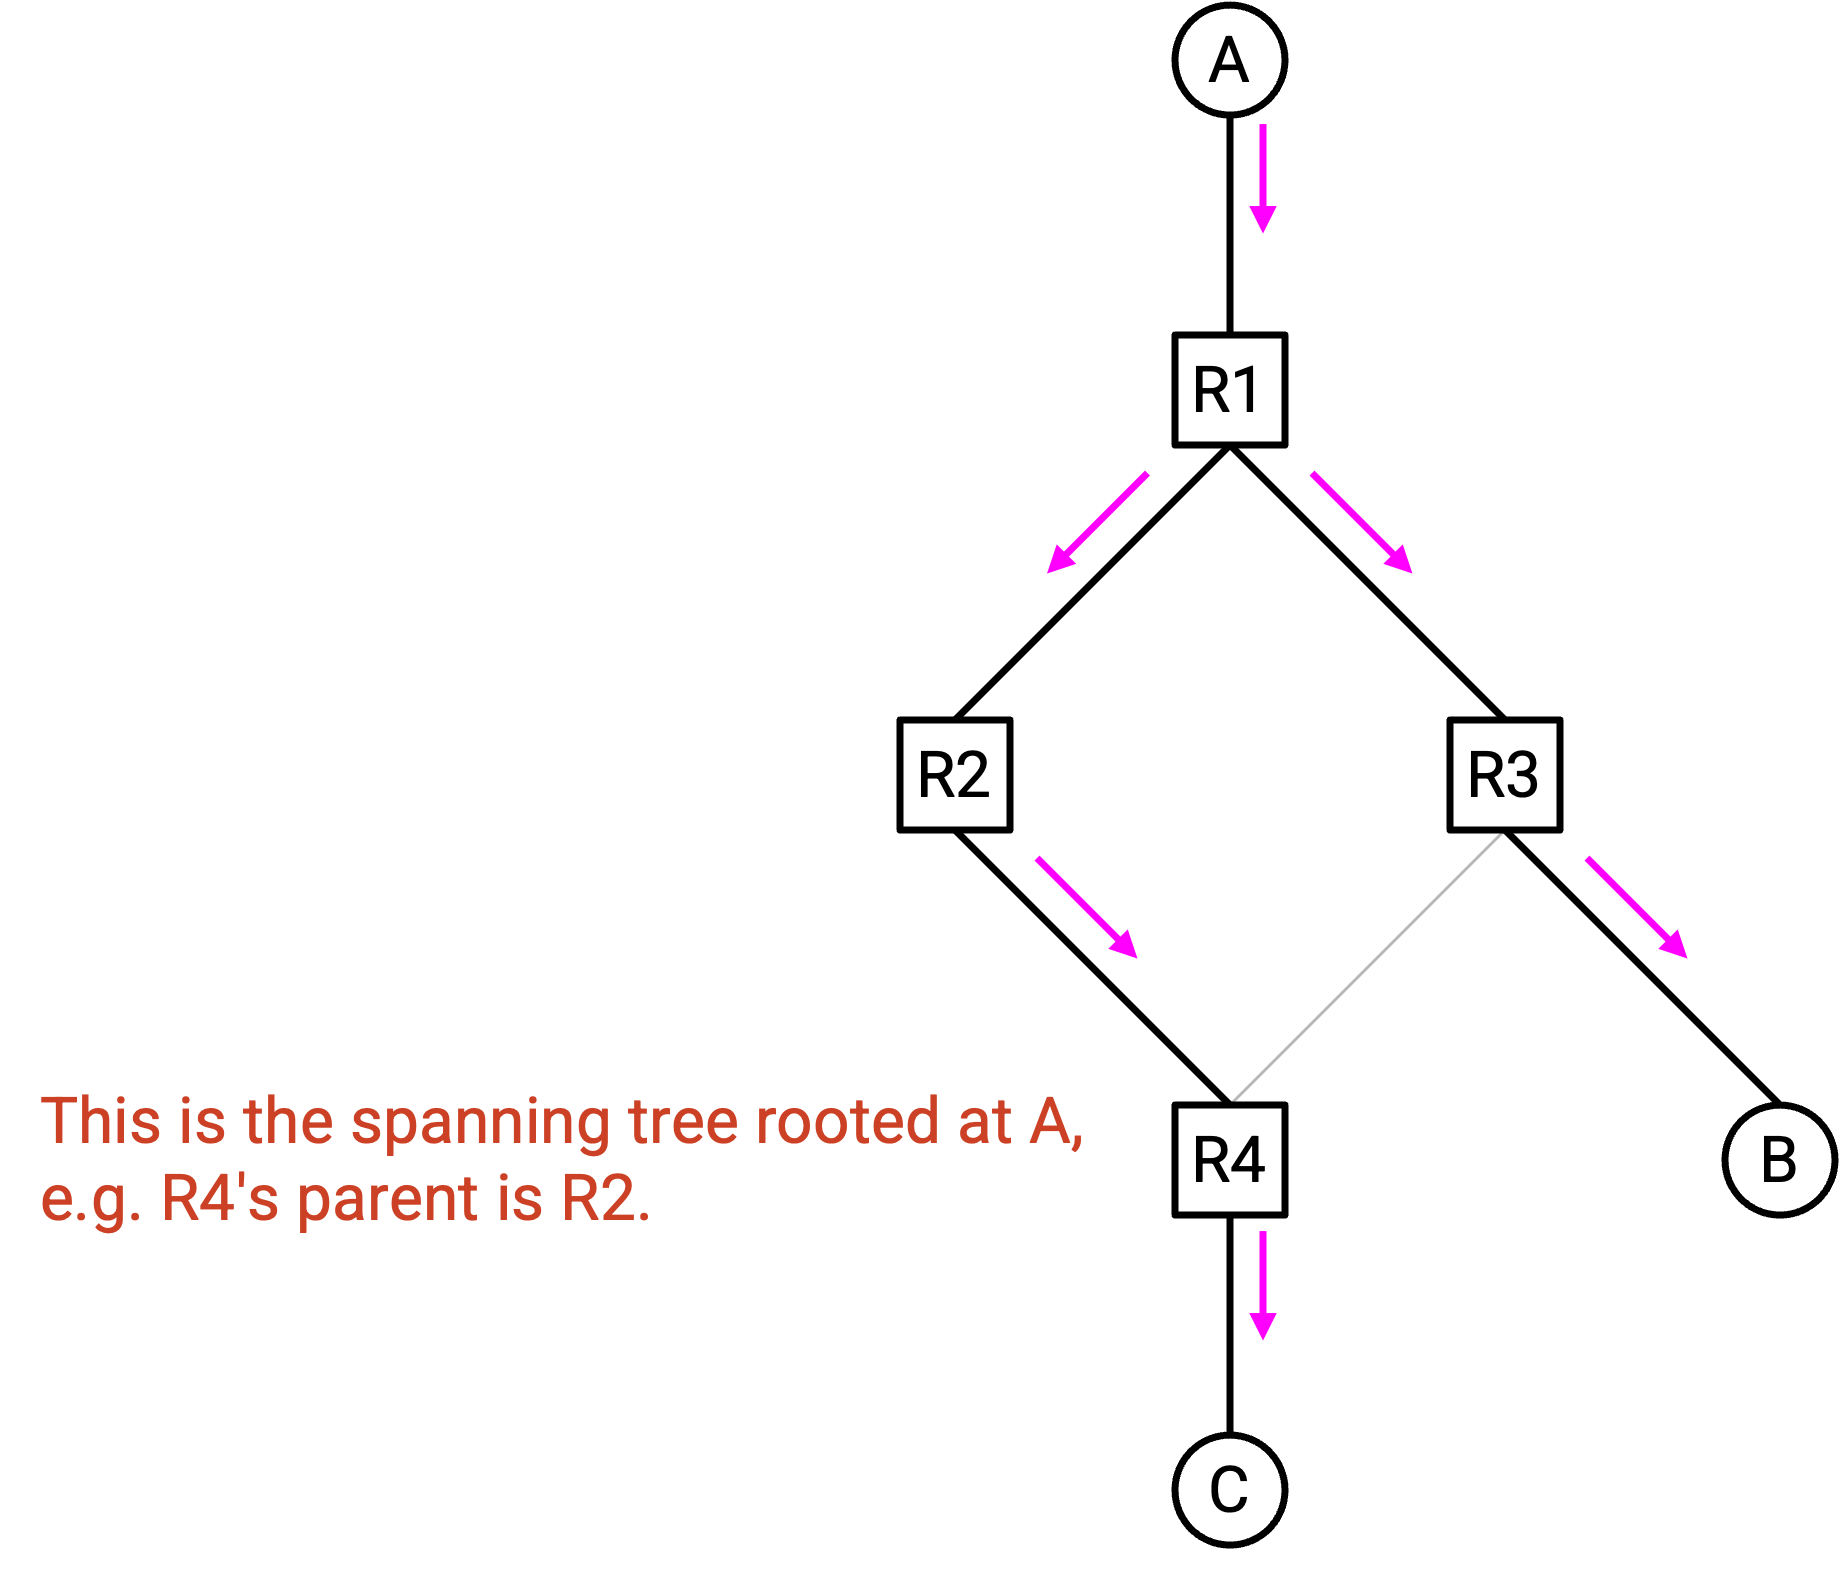 A
R1
R2
R3
This is the spanning tree rooted at A,
e.g. R4's parent is R2.
R4
B
C